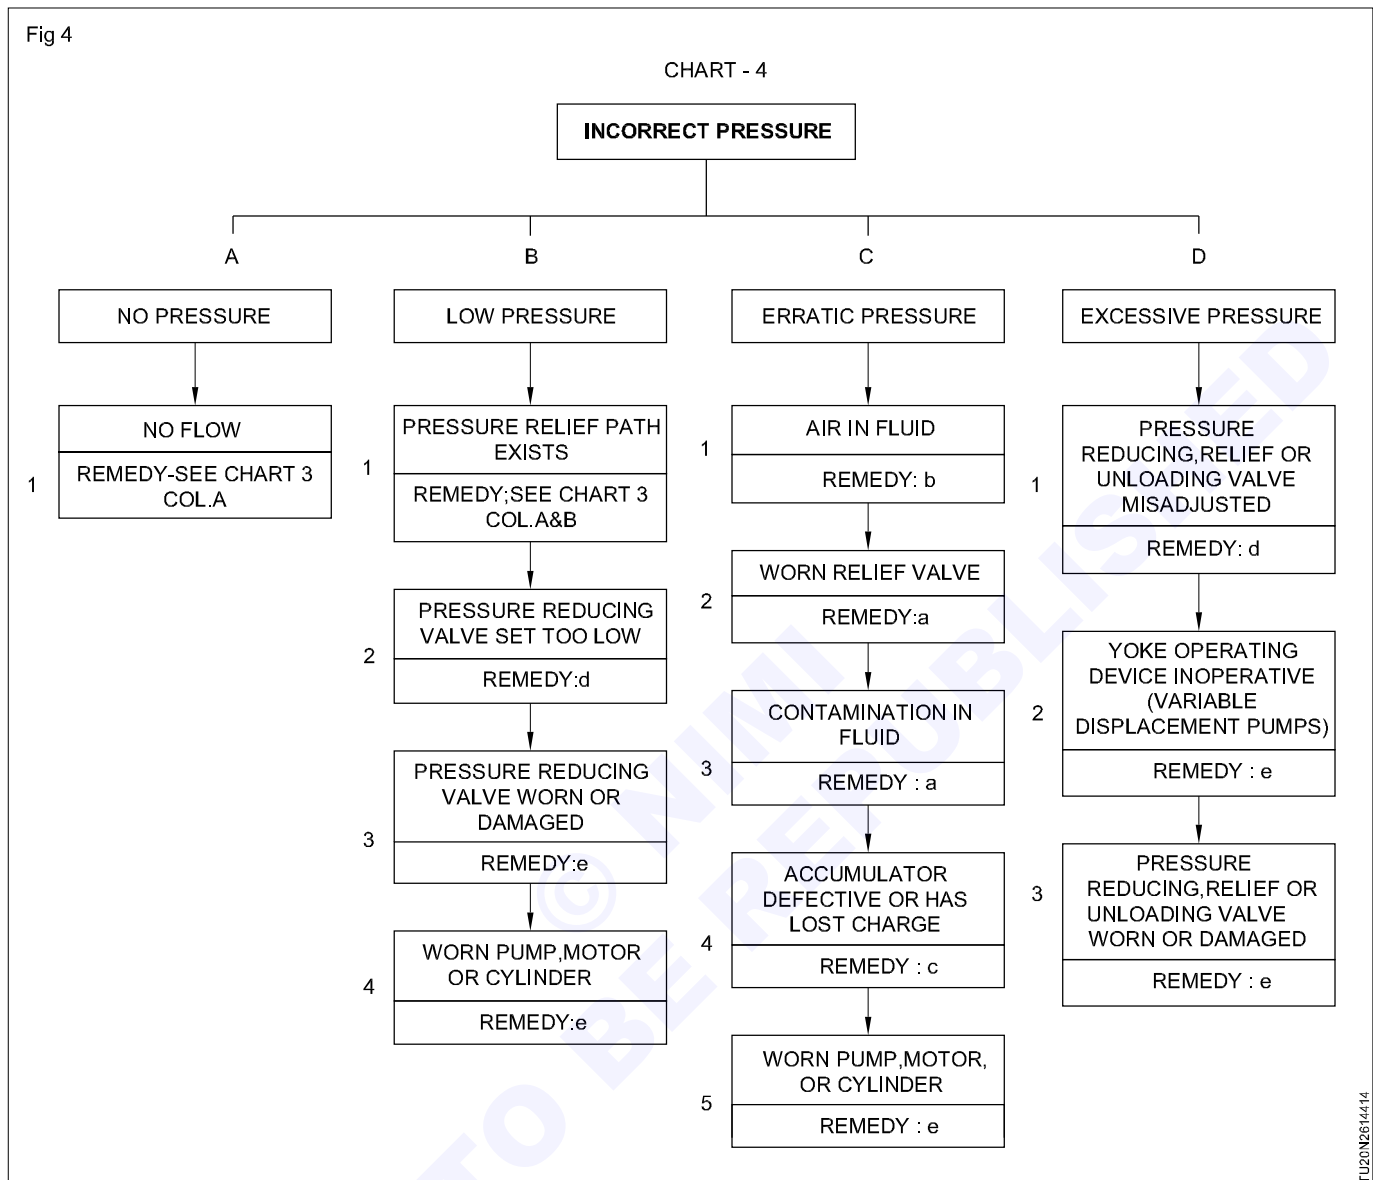 Fig 4
CHART - 4
INCORRECT PRESSURE
A
B
C
D
NO PRESSURE
LOW PRESSURE
ERRATIC PRESSURE
EXCESSIVE PRESSURE
1
NO FLOW
REMEDY-SEE CHART 3
COL.A
1
PRESSURE RELIEF PATH
EXISTS
REMEDY;SEE CHART 3
COL.A&B
2
PRESSURE REDUCING
VALVE SET TOO LOW
REMEDY:d
3
PRESSURE REDUCING
VALVE WORN OR
DAMAGED
REMEDY:e
4
WORN PUMP,MOTOR
OR CYLINDER
REMEDY:e
1
AIR IN FLUID
REMEDY: b
2
WORN RELIEF VALVE
REMEDY:a
3
CONTAMINATION IN
FLUID
REMEDY : a
4
ACCUMULATOR
DEFECTIVE OR HAS
LOST CHARGE
REMEDY : c
5
WORN PUMP,MOTOR,
OR CYLINDER
REMEDY : e
1
PRESSURE
REDUCING,RELIEF OR
UNLOADING VALVE
MISADJUSTED
REMEDY: d
2
YOKE OPERATING
DEVICE INOPERATIVE
(VARIABLE
DISPLACEMENT PUMPS)
REMEDY : e
3
PRESSURE
REDUCING,RELIEF OR
UNLOADING VALVE
WORN OR DAMAGED
REMEDY : e
© NIMI
TO BE REPUBLISHED
TU20N2614414